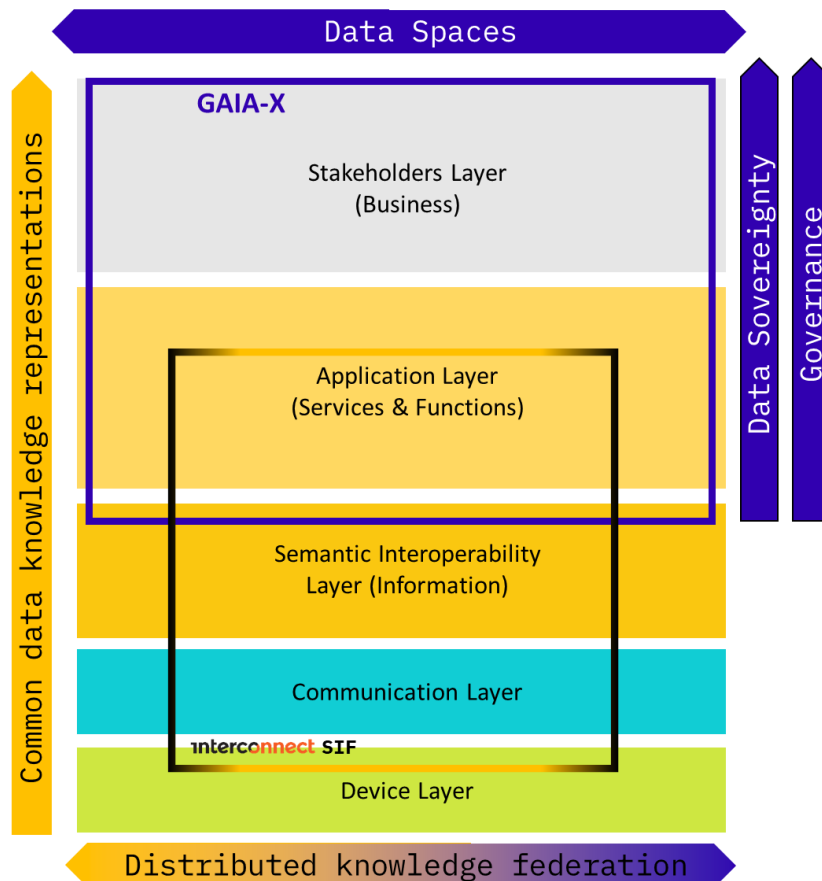 Data Spaces
GAIA-X
Stakeholders Layer
(Business)
Application Layer
(Services & Functions)
Semantic Interoperability
Layer (Information)
Communication Layer
interconnect SIF
Device Layer
Common data knowledge representations
Data Sovereignty
Governance
Distributed knowledge federation